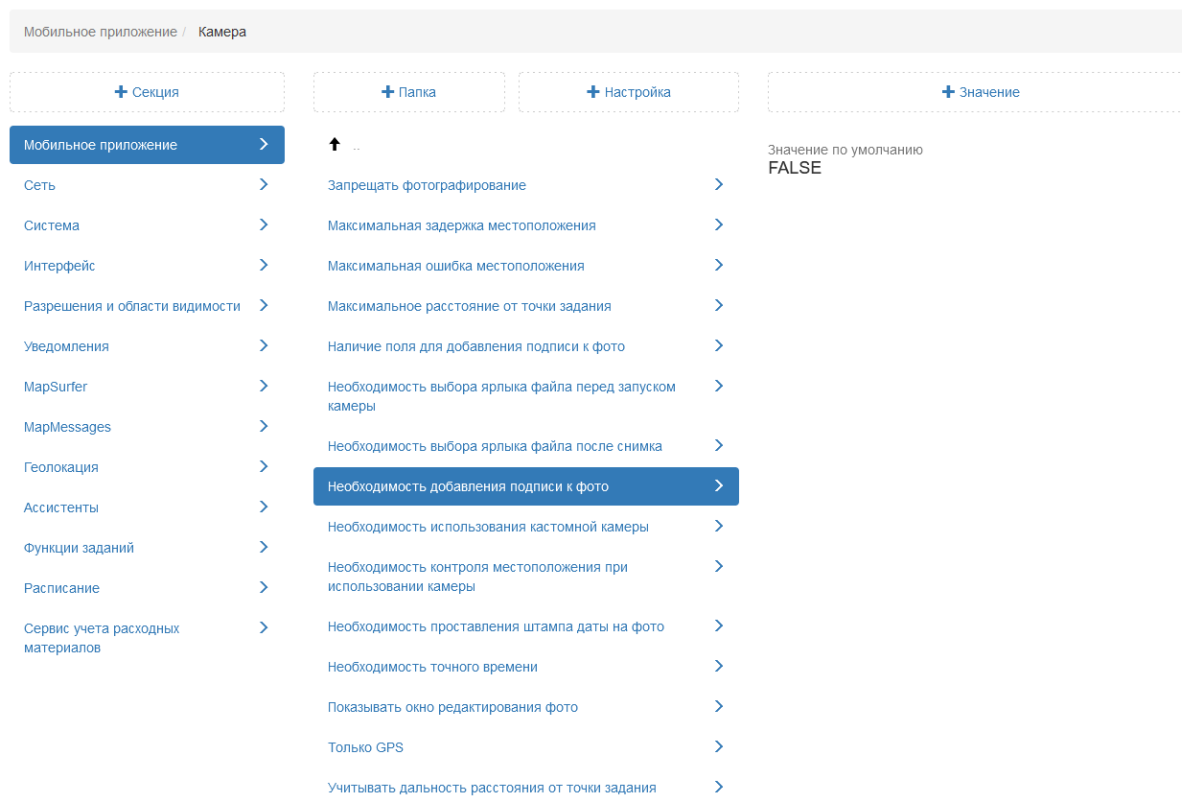 Мобильное приложение / Камера
+ Секция
+ Папка
+ Настройка
+ Значение
Мобильное приложение
Сеть
Система
Интерфейс
Разрешения и области видимости
Уведомления
MapSurfer
MapMessages
Геолокация
Ассистенты
Функции заданий
Расписание
Сервис учета расходных
материалов
..
Запрещать фотографирование
Максимальная задержка местоположения
Максимальная ошибка местоположения
Максимальное расстояние от точки задания
Наличие поля для добавления подписи к фото
Необходимость выбора ярлыка файла перед запуском
камеры
Необходимость выбора ярлыка файла после снимка
Необходимость добавления подписи к фото
Необходимость использования кастомной камеры
Необходимость контроля местоположения при
использовании камеры
Необходимость проставления штампа даты на фото
Необходимость точного времени
Показывать окно редактирования фото
Только GPS
Учитывать дальность расстояния от точки задания
Значение по умолчанию
FALSE